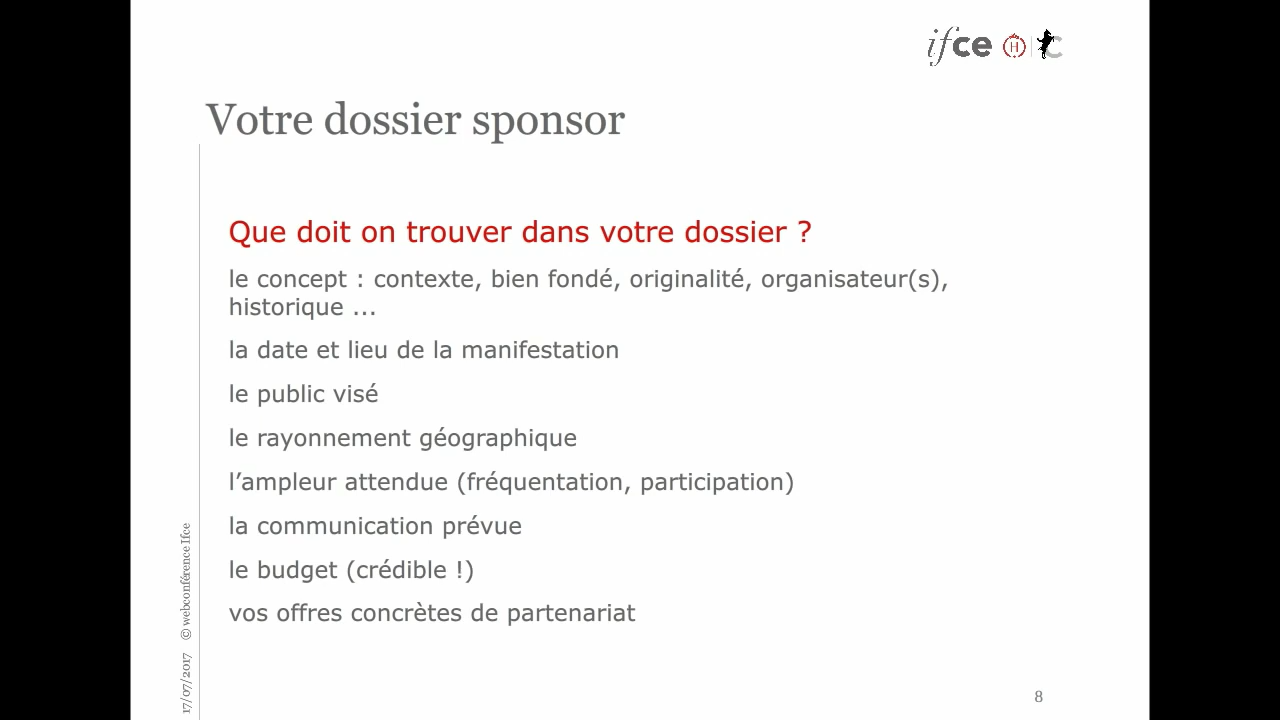 ifce
H
C
Votre dossier sponsor
Que doit on trouver dans votre dossier ?
le concept : contexte, bien fondé, originalité, organisateur(s),
historique ...
la date et lieu de la manifestation
le public visé
le rayonnement géographique
l’ampleur attendue (fréquentation, participation)
la communication prévue
le budget (crédible !)
vos offres concrètes de partenariat
17/07/2017 © webconférence Ifce
8